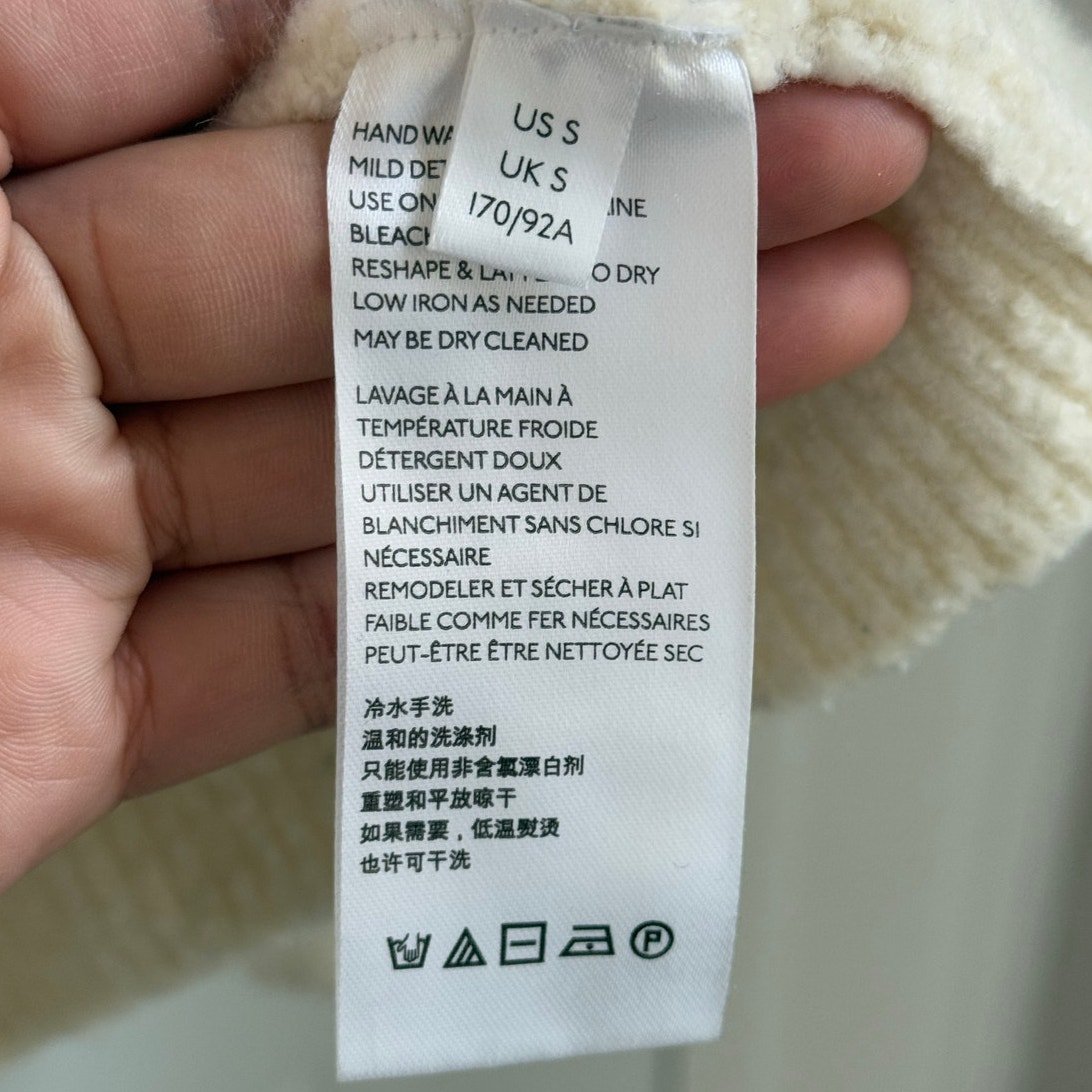 US S
UK S
170/92A
HAND
MILD
USE
RESHAPE & DRY
LOW IRON AS NEEDED
MAY BE DRY CLEANED
LAVAGE À LA MAIN À
TEMPÉRATURE FROIDE
DÉTERGENT DOUX
UTILISER UN AGENT DE
BLANCHIMENT SANS CHLORE SI
NÉCESSAIRE
REMODELER ET SÉCHER À PLAT
FAIBLE COMME FER NÉCESSAIRES
PEUT-ÊTRE ÊTRE NETTOYÉE SEC
冷水手洗
温和的洗涤剂
只能使用非含氯漂白剂
重塑和平放晾干
如果需要，低温熨烫
也许可干洗
P